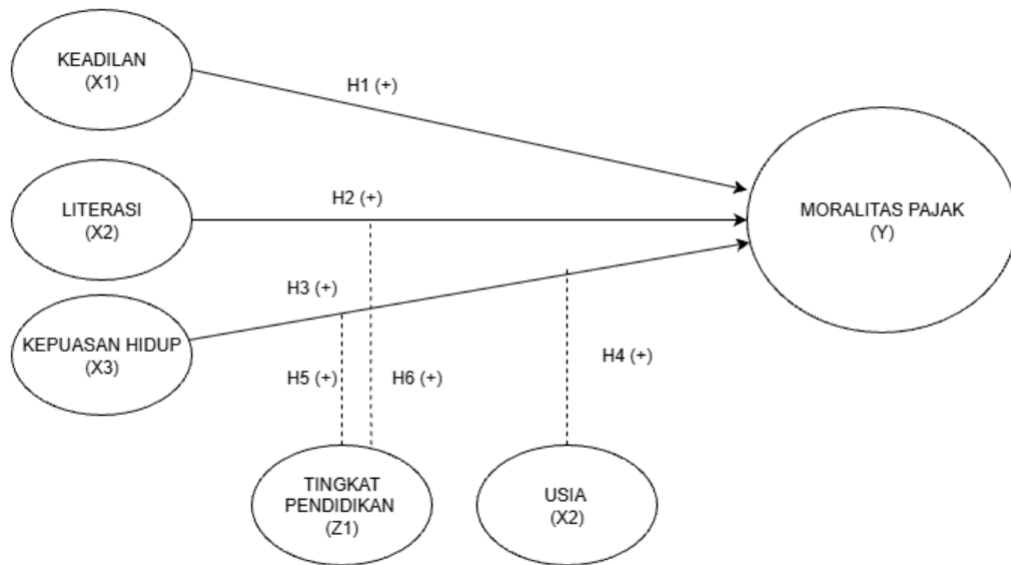 KEADILAN
(X1)
H1 (+)
LITERASI
(X2)
H2 (+)
MORALITAS PAJAK
(Y)
H3 (+)
KEPUASAN HIDUP
(X3)
H5 (+)
H6 (+)
H4 (+)
TINGKAT
PENDIDIKAN
(Z1)
USIA
(X2)